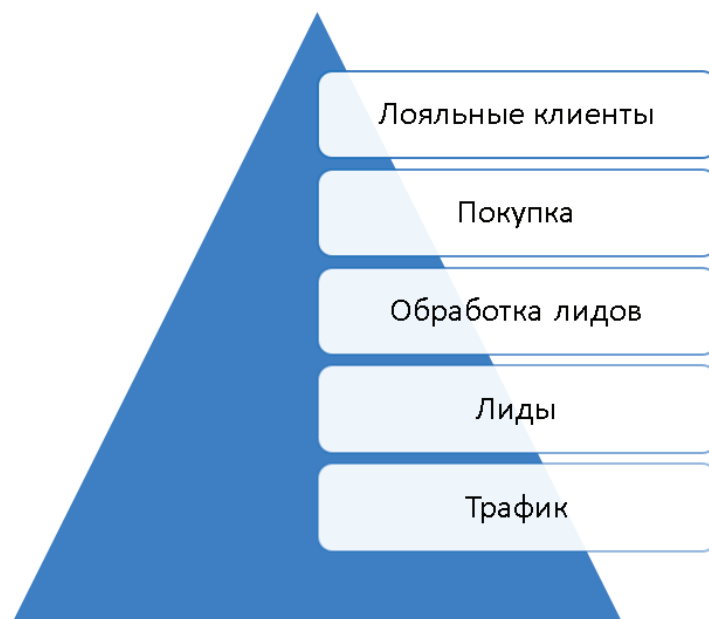 Лояльные клиенты
Покупка
Обработка лидов
Лиды
Трафик